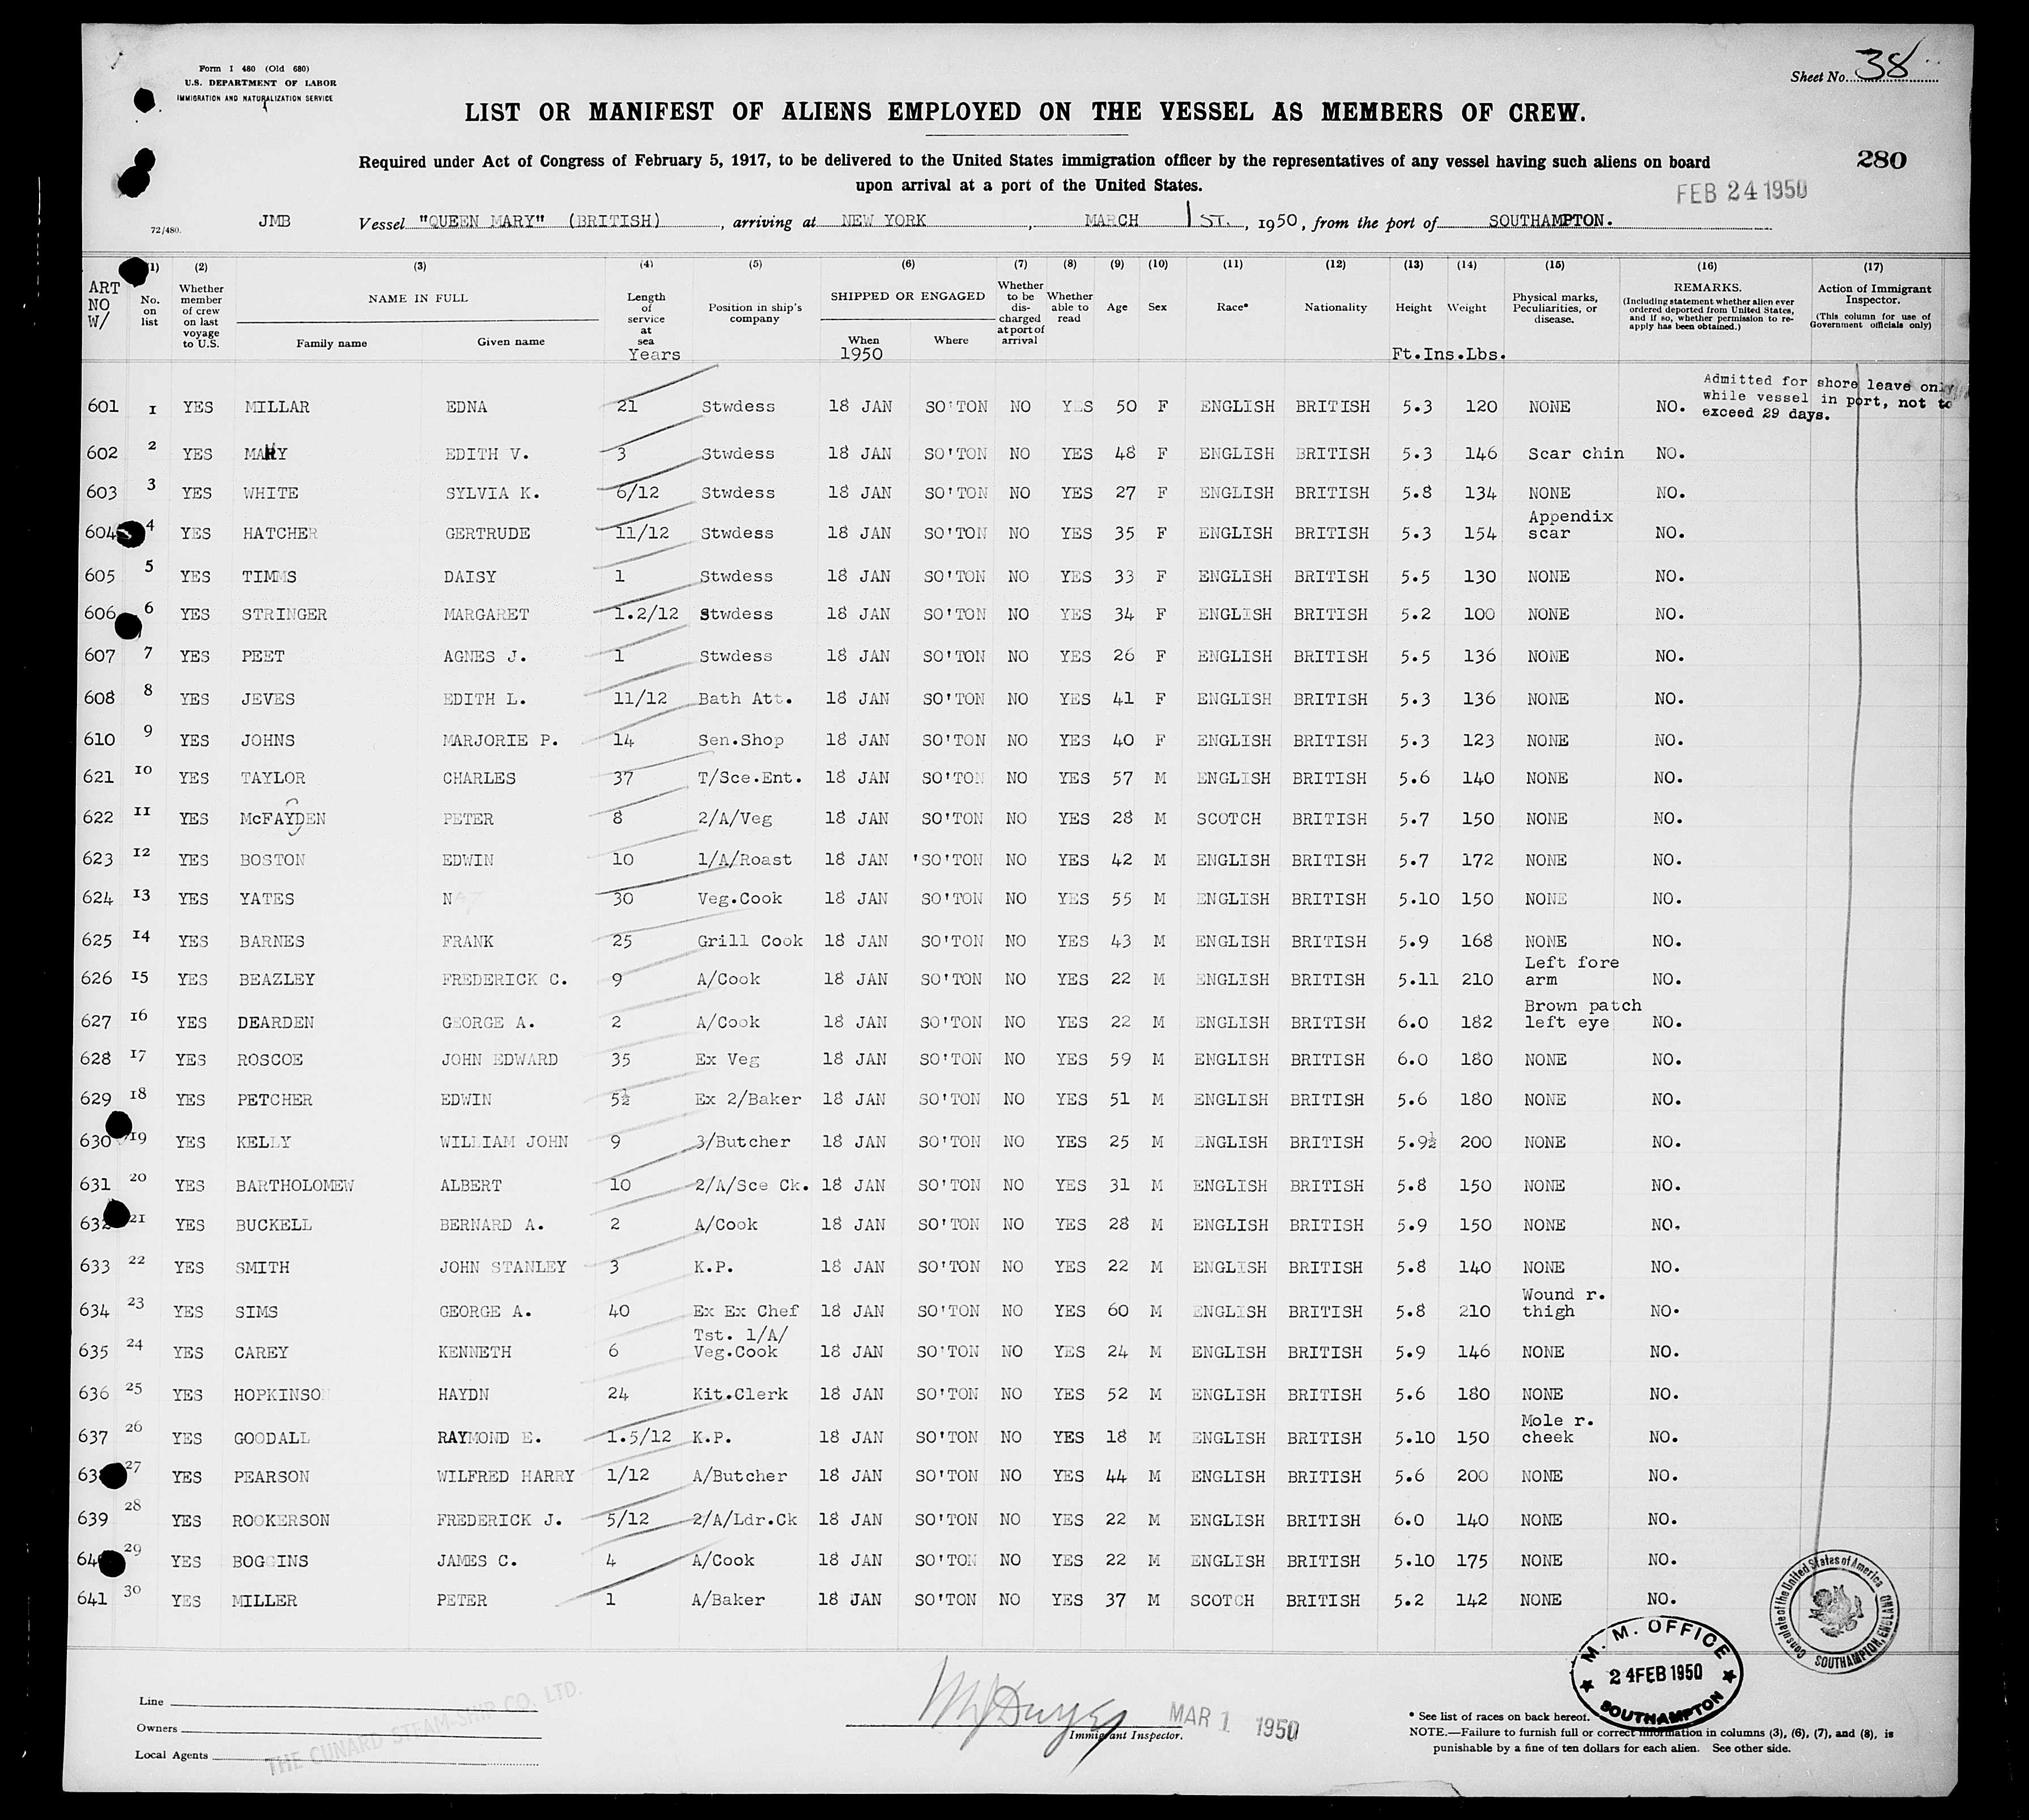 Form I 480 (Old 680)
U.S. DEPARTMENT OF LABOR
IMMIGRATION AND NATURALIZATION SERVICE
Sheet No. 38
LIST OR MANIFEST OF ALIENS EMPLOYED ON THE VESSEL AS MEMBERS OF CREW.
Required under Act of Congress of February 5, 1917, to be delivered to the United States immigration officer by the representatives of any vessel having such aliens on board
upon arrival at a port of the United States.
280
FEB 24 1950
72/480. JMB Vessel "QUEEN MARY" (BRITISH), arriving at NEW YORK, MARCH 1ST., 1950, from the port of SOUTHAMPTON.
ART NO W/
(1) No. on list
(2) Whether member of crew on last voyage to U.S.
(3) NAME IN FULL Family name Given name
(4) Length of service at sea Years
(5) Position in ship's company
(6) SHIPPED OR ENGAGED When 1950 Where
(7) Whether to be discharged at port of arrival
(8) Whether able to read
(9) Age
(10) Sex
(11) Race*
(12) Nationality
(13) Height (14) Weight Ft.Ins.Lbs.
(15) Physical marks, Peculiarities, or disease.
(16) REMARKS. (Including statement whether alien ever ordered deported from United States, and if so, whether permission to reapply has been obtained.)
(17) Action of Immigrant Inspector. (This column for use of Government officials only)
Admitted for shore leave only
while vessel in port, not to
exceed 29 days.
601 1 YES MILLAR EDNA 21 Stwdess 18 JAN SO'TON NO YES 50 F ENGLISH BRITISH 5.3 120 NONE NO.
602 2 YES EDITH V. 3 Stwdess 18 JAN SO'TON NO YES 48 F ENGLISH BRITISH 5.3 146 Scar chin NO.
603 3 YES WHITE SYLVIA K. 6/12 Stwdess 18 JAN SO'TON NO YES 27 F ENGLISH BRITISH 5.8 134 NONE NO.
604 4 YES HATCHER GERTRUDE 11/12 Stwdess 18 JAN SO'TON NO YES 35 F ENGLISH BRITISH 5.3 154 Appendix scar NO.
605 5 YES TIMMS DAISY 1 Stwdess 18 JAN SO'TON NO YES 33 F ENGLISH BRITISH 5.5 130 NONE NO.
606 6 YES STRINGER MARGARET 1.2/12 Stwdess 18 JAN SO'TON NO YES 34 F ENGLISH BRITISH 5.2 100 NONE NO.
607 7 YES PEET AGNES J. 1 Stwdess 18 JAN SO'TON NO YES 26 F ENGLISH BRITISH 5.5 136 NONE NO.
608 8 YES JEVES EDITH L. 11/12 Bath Att. 18 JAN SO'TON NO YES 41 F ENGLISH BRITISH 5.3 136 NONE NO.
610 9 YES JOHNS MARJORIE P. 14 Sen.Shop 18 JAN SO'TON NO YES 40 F ENGLISH BRITISH 5.3 123 NONE NO.
621 10 YES TAYLOR CHARLES 37 T/Sce.Ent. 18 JAN SO'TON NO YES 57 M ENGLISH BRITISH 5.6 140 NONE NO.
622 11 YES McFAYDEN PETER 8 2/A/Veg 18 JAN SO'TON NO YES 28 M SCOTCH BRITISH 5.7 150 NONE NO.
623 12 YES BOSTON EDWIN 10 1/A/Roast 18 JAN 'SO'TON NO YES 42 M ENGLISH BRITISH 5.7 172 NONE NO.
624 13 YES YATES 30 Veg.Cook 18 JAN SO'TON NO YES 55 M ENGLISH BRITISH 5.10 150 NONE NO.
625 14 YES BARNES FRANK 25 Grill Cook 18 JAN SO'TON NO YES 43 M ENGLISH BRITISH 5.9 168 NONE NO.
626 15 YES BEAZLEY FREDERICK C. 9 A/Cook 18 JAN SO'TON NO YES 22 M ENGLISH BRITISH 5.11 210 Left fore arm NO.
627 16 YES DEARDEN GEORGE A. 2 A/Cook 18 JAN SO'TON NO YES 22 M ENGLISH BRITISH 6.0 182 Brown patch left eye NO.
628 17 YES ROSCOE JOHN EDWARD 35 Ex Veg 18 JAN SO'TON NO YES 59 M ENGLISH BRITISH 6.0 180 NONE NO.
629 18 YES PETCHER EDWIN 5½ Ex 2/Baker 18 JAN SO'TON NO YES 51 M ENGLISH BRITISH 5.6 180 NONE NO.
630 19 YES KELLY WILLIAM JOHN 9 3/Butcher 18 JAN SO'TON NO YES 25 M ENGLISH BRITISH 5.9½ 200 NONE NO.
631 20 YES BARTHOLOMEW ALBERT 10 2/A/Sce Ck. 18 JAN SO'TON NO YES 31 M ENGLISH BRITISH 5.8 150 NONE NO.
632 21 YES BUCKELL BERNARD A. 2 A/Cook 18 JAN SO'TON NO YES 28 M ENGLISH BRITISH 5.9 150 NONE NO.
633 22 YES SMITH JOHN STANLEY 3 K.P. 18 JAN SO'TON NO YES 22 M ENGLISH BRITISH 5.8 140 NONE NO.
634 23 YES SIMS GEORGE A. 40 Ex Ex Chef 18 JAN SO'TON NO YES 60 M ENGLISH BRITISH 5.8 210 Wound r. thigh NO.
635 24 YES CAREY KENNETH 6 Tst. 1/A/ Veg.Cook 18 JAN SO'TON NO YES 24 M ENGLISH BRITISH 5.9 146 NONE NO.
636 25 YES HOPKINSON HAYDN 24 Kit.Clerk 18 JAN SO'TON NO YES 52 M ENGLISH BRITISH 5.6 180 NONE NO.
637 26 YES GOODALL RAYMOND E. 1.5/12 K.P. 18 JAN SO'TON NO YES 18 M ENGLISH BRITISH 5.10 150 Mole r. cheek NO.
27 YES PEARSON WILFRED HARRY 1/12 A/Butcher 18 JAN SO'TON NO YES 44 M ENGLISH BRITISH 5.6 200 NONE NO.
639 28 YES ROOKERSON FREDERICK J. 5/12 2/A/Ldr.Ck 18 JAN SO'TON NO YES 22 M ENGLISH BRITISH 6.0 140 NONE NO.
29 YES BOGGINS JAMES C. 4 A/Cook 18 JAN SO'TON NO YES 22 M ENGLISH BRITISH 5.10 175 NONE NO.
641 30 YES MILLER PETER 1 A/Baker 18 JAN SO'TON NO YES 37 M SCOTCH BRITISH 5.2 142 NONE NO.
Consulate of the United States of America SOUTHAMPTON, ENGLAND
M. M. OFFICE
24 FEB 1950
SOUTHAMPTON
Line
Owners
Local Agents
THE CUNARD STEAM-SHIP CO. LTD.
Immigrant Inspector.
MAR 1 1950
* See list of races on back hereof.
NOTE.—Failure to furnish full or correct information in columns (3), (6), (7), and (8), is
punishable by a fine of ten dollars for each alien. See other side.